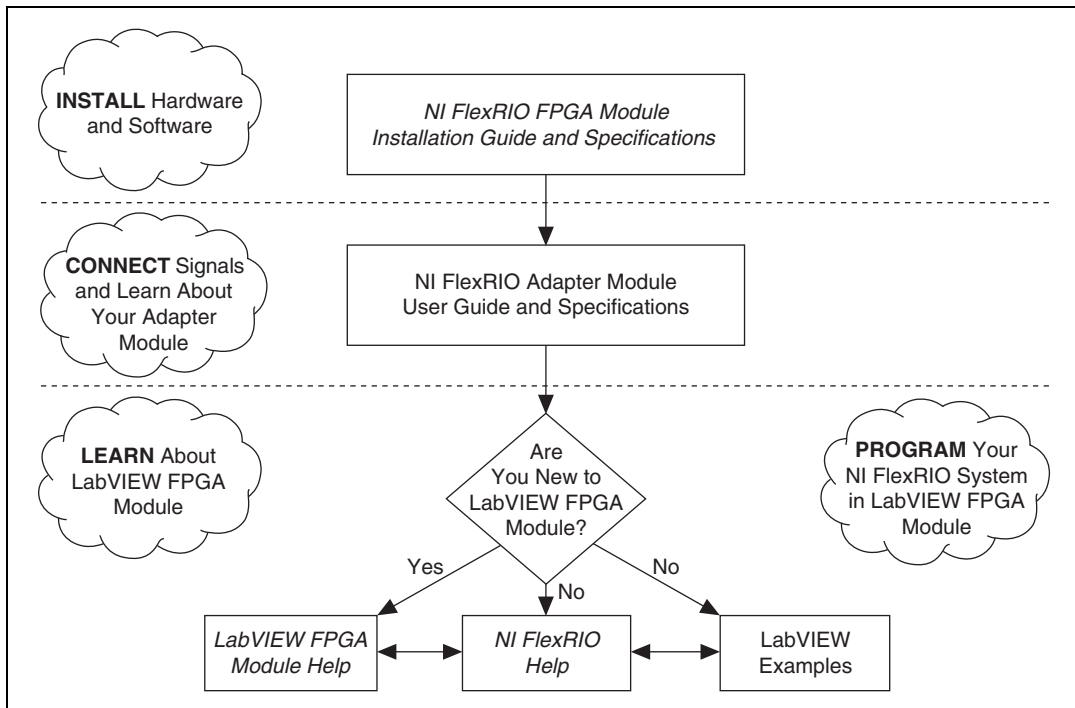 INSTALL Hardware
and Software
NI FlexRIO FPGA Module
Installation Guide and Specifications
CONNECT Signals
and Learn About
Your Adapter
Module
NI FlexRIO Adapter Module
User Guide and Specifications
LEARN About
LabVIEW FPGA
Module
Are
You New to
LabVIEW FPGA
Module?
PROGRAM Your
NI FlexRIO System
in LabVIEW FPGA
Module
Yes
No
No
LabVIEW FPGA
Module Help
NI FlexRIO
Help
LabVIEW
Examples